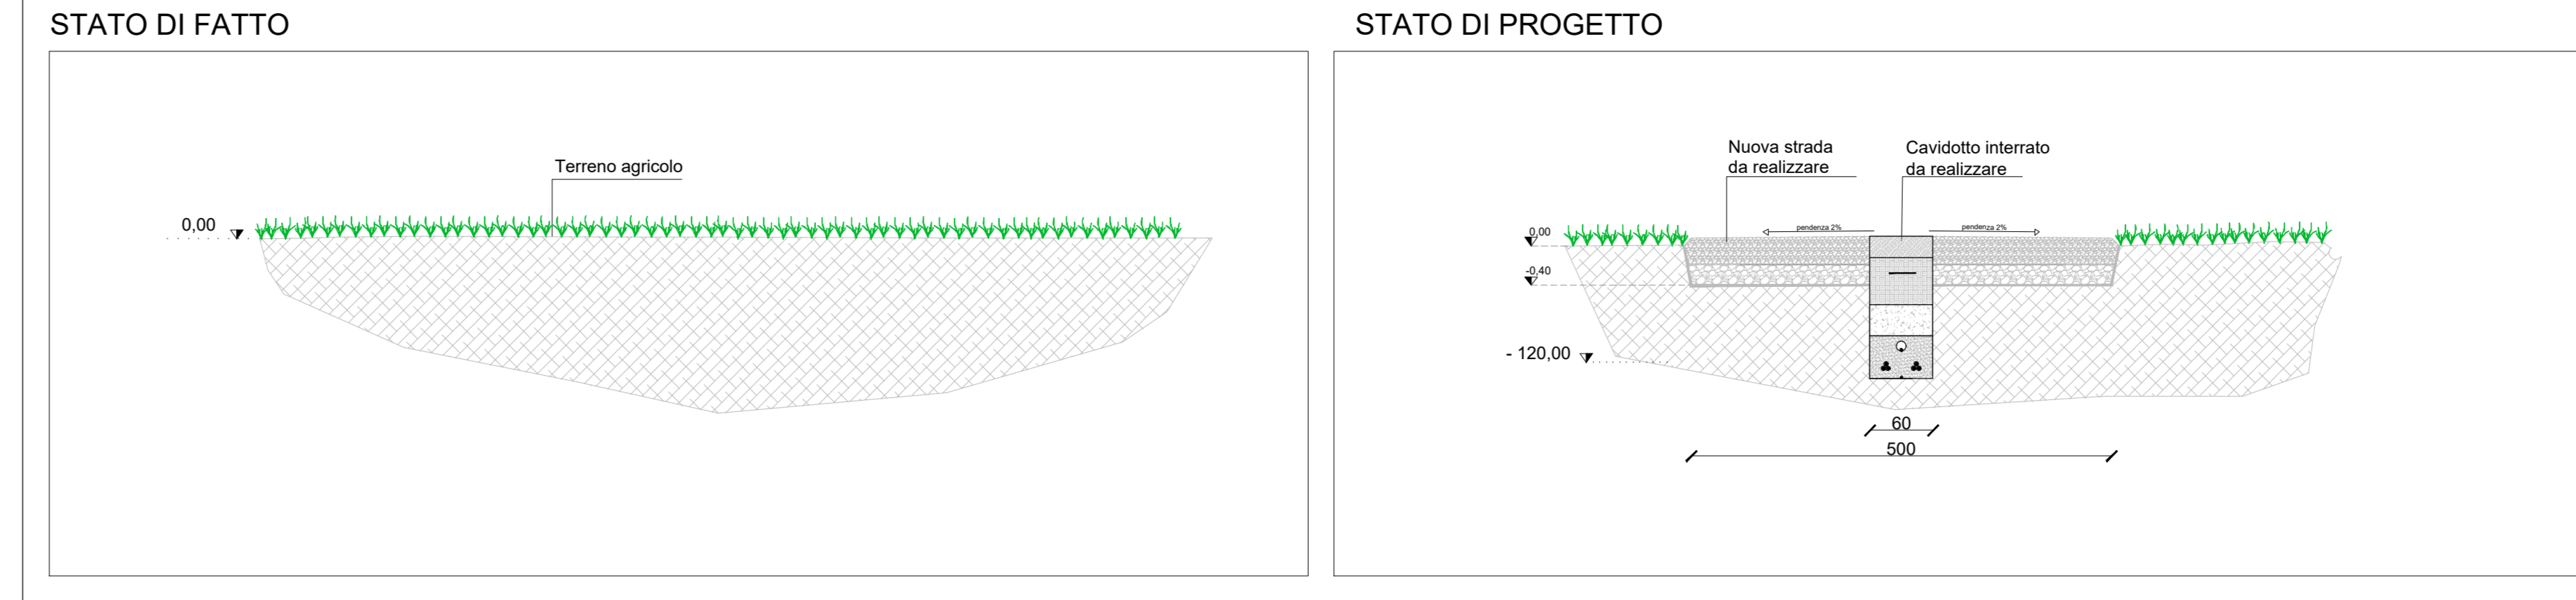 STATO DI FATTO
Terreno agricolo
0,00
STATO DI PROGETTO
Nuova strada
da realizzare
Cavidotto interrato
da realizzare
pendenza 2%
pendenza 2%
0,00
-0,40
- 120,00
60
500